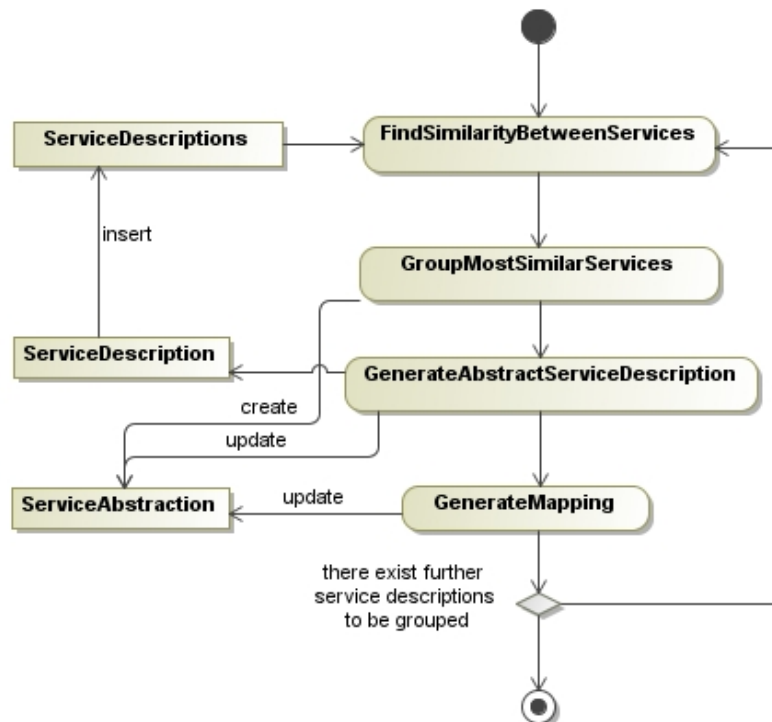 ServiceDescriptions
FindSimilarityBetweenServices
insert
GroupMostSimilarServices
ServiceDescription
GenerateAbstractServiceDescription
create
update
ServiceAbstraction
update
GenerateMapping
there exist further
service descriptions
to be grouped